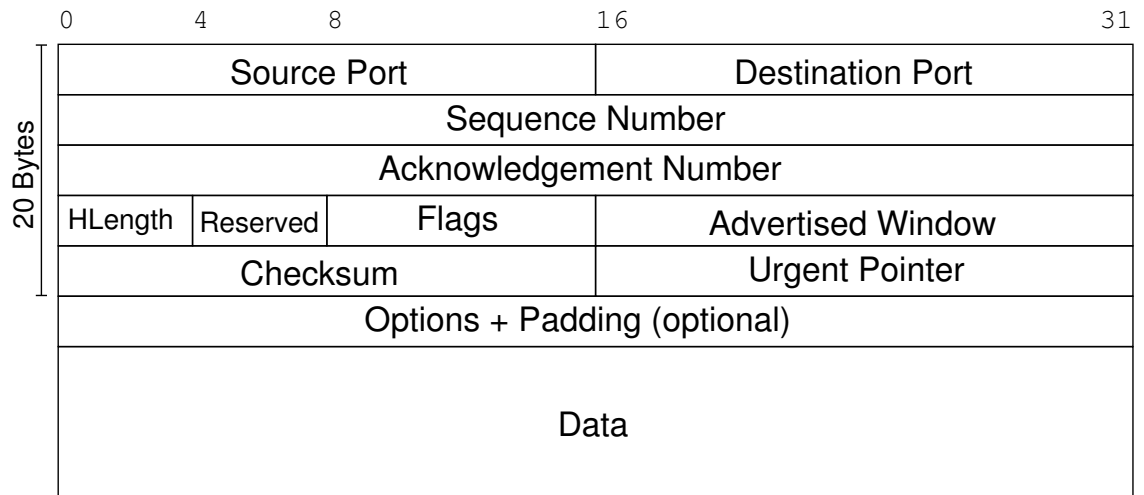 0 4 8 16 31
Source Port Destination Port
Sequence Number
Acknowledgement Number
HLength Reserved Flags Advertised Window
Checksum Urgent Pointer
Options + Padding (optional)
Data
20 Bytes